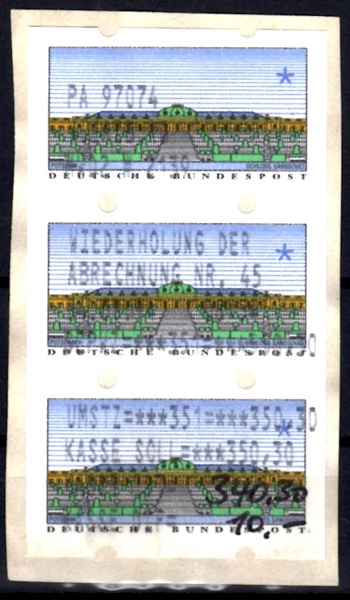 PA 97074
DEUTSCHE BUNDESPOST
WIEDERHOLUNG DER
ABRECHNUNG NR. 45
DEUTSCHE BUNDESPOST
UMSTZ=***351=***350,30
KASSE SOLL=***350,30
340,30
10,-
DEUTSCHE BUNDESPOST